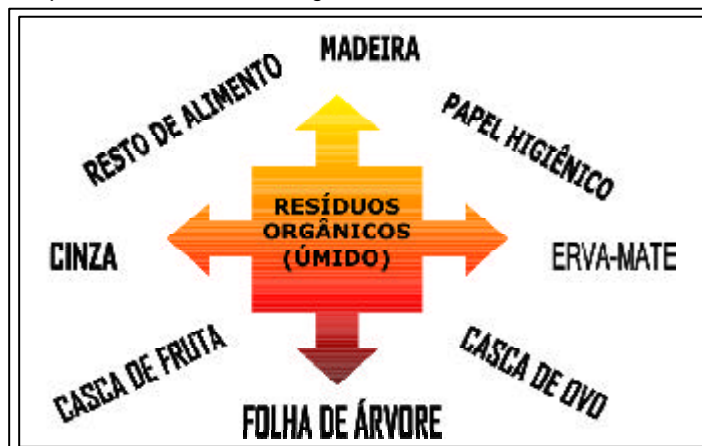 MADEIRA
RESTO DE ALIMENTO
PAPEL HIGIÊNICO
RESÍDUOS
ORGÂNICOS
(ÚMIDO)
CINZA
ERVA-MATE
CASCA DE FRUTA
CASCA DE OVO
FOLHA DE ÁRVORE